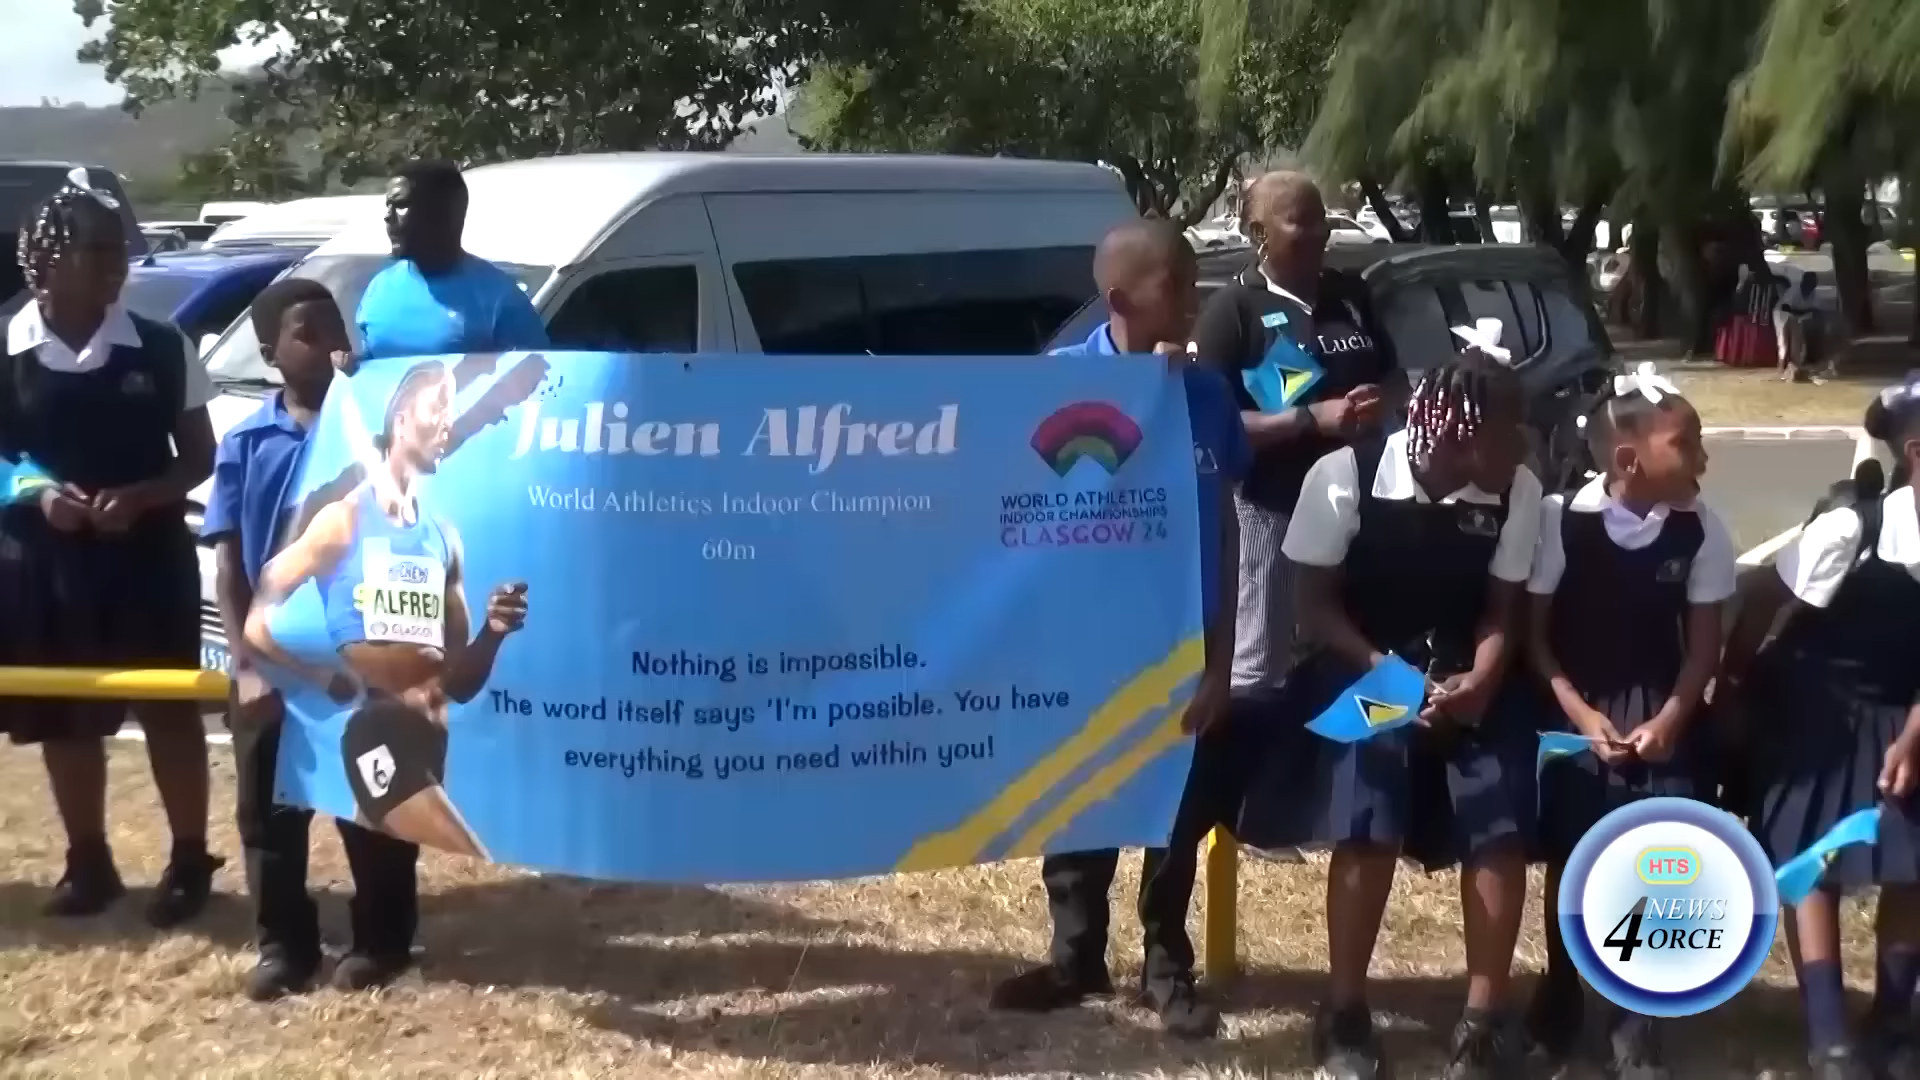 Julien Alfred
World Athletics Indoor Champion
60m
WORLD ATHLETICS
INDOOR CHAMPIONSHIPS
GLASGOW 24
ALFRED
GLASGOW
6
Nothing is impossible.
The word itself says 'I'm possible. You have
everything you need within you!
Lucia
HTS
NEWS
4ORCE